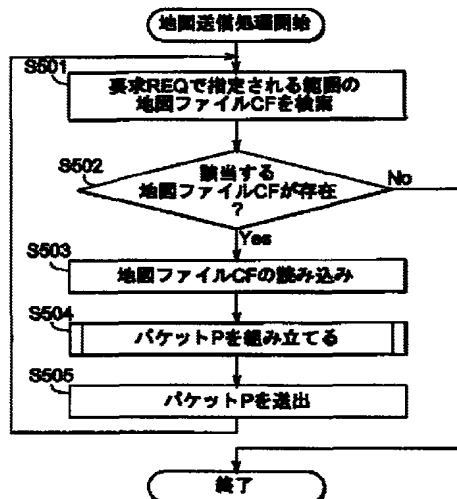 地図送信処理開始
S501
要求REQで指定される範囲の
地図ファイルCFを検索
S502
該当する
地図ファイルCFが存在
?
No
Yes
S503
地図ファイルCFの読み込み
S504
パケットPを組み立てる
S505
パケットPを送出
終了